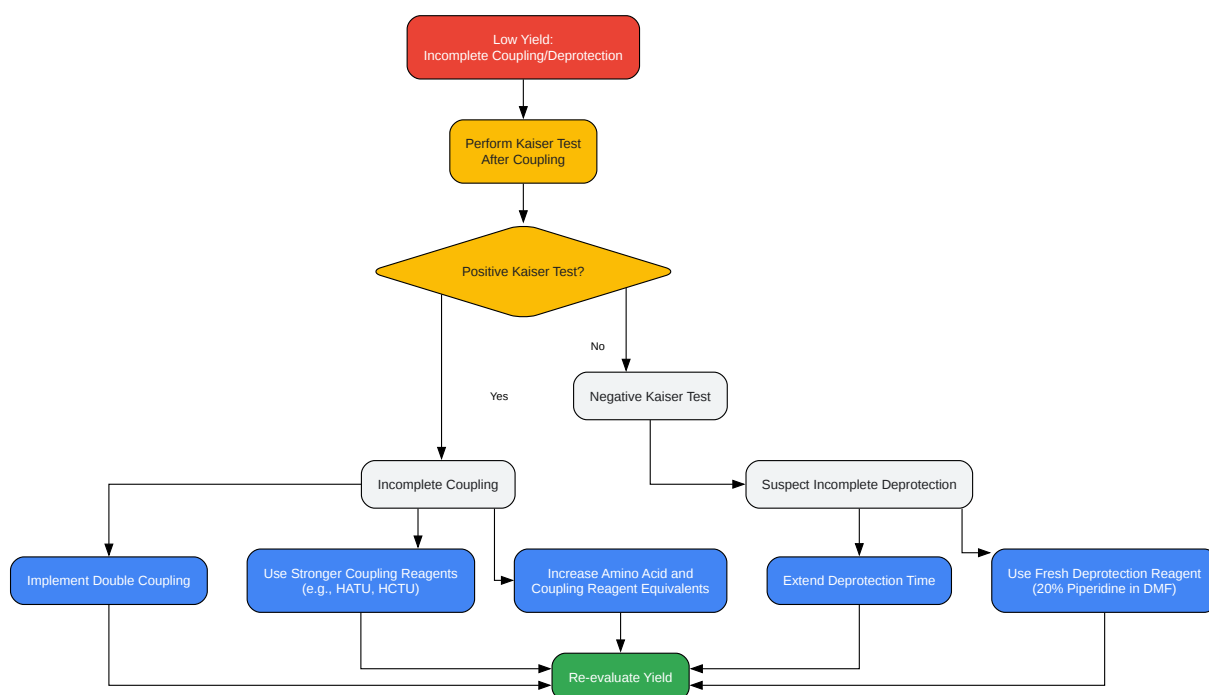 Low Yield:
Incomplete Coupling/Deprotection
Perform Kaiser Test
After Coupling
Positive Kaiser Test?
No
Yes
Negative Kaiser Test
Incomplete Coupling
Suspect Incomplete Deprotection
Implement Double Coupling
Use Stronger Coupling Reagents
(e.g., HATU, HCTU)
Increase Amino Acid and
Coupling Reagent Equivalents
Extend Deprotection Time
Use Fresh Deprotection Reagent
(20% Piperidine in DMF)
Re-evaluate Yield